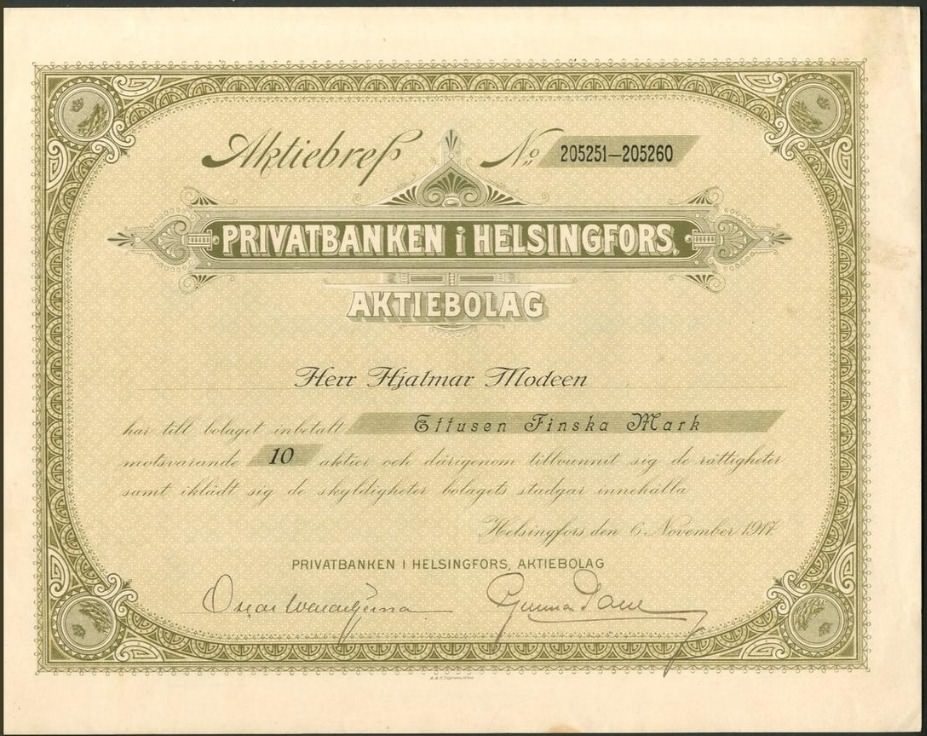 Aktiebref No 205251—205260
PRIVATBANKEN i HELSINGFORS,
AKTIEBOLAG
Herr Hjalmar Modeen
har till bolaget inbetalt Ettusen Finska Mark
motsvarande 10 aktier och därigenom tillvunnit sig de rättigheter
samt iklädt sig de skyldigheter bolagets stadgar innehålla
Helsingfors, den 6 November 1917.
PRIVATBANKEN I HELSINGFORS, AKTIEBOLAG